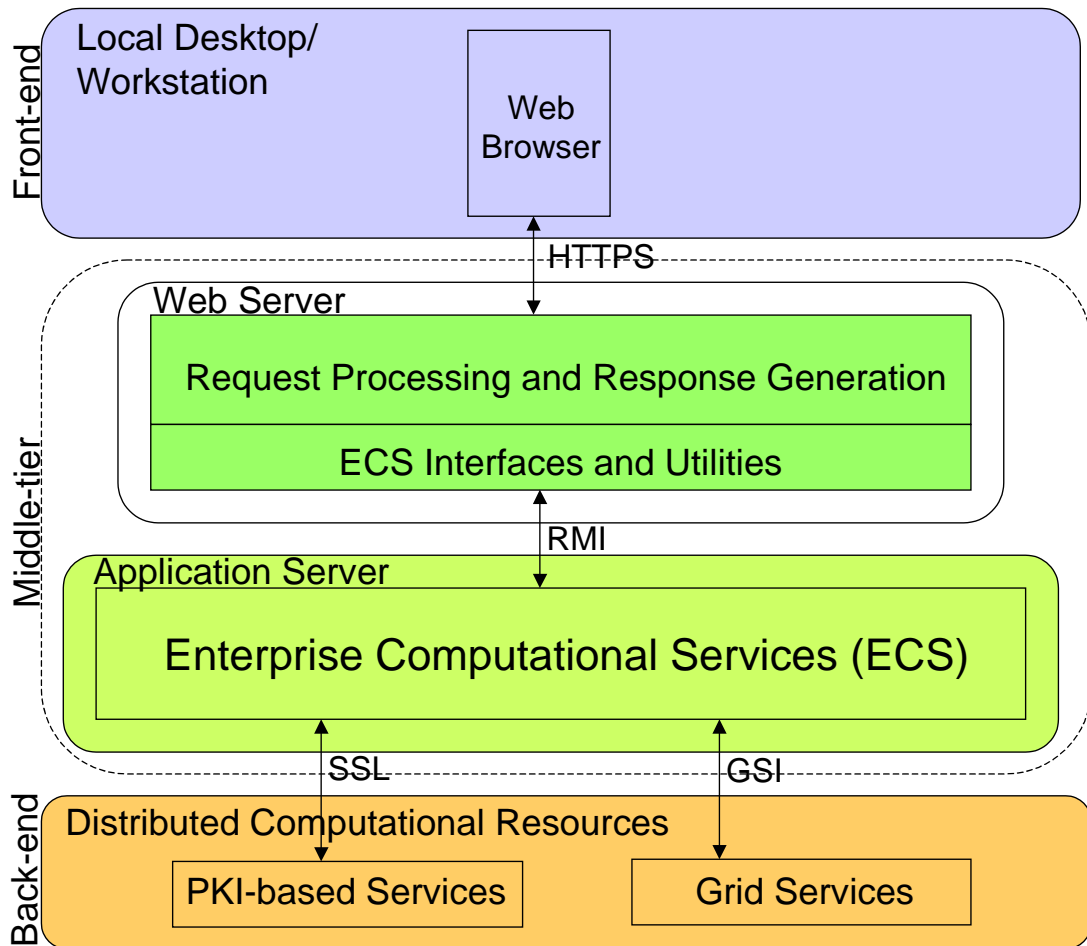 Front-end
Local Desktop/
Workstation
Web
Browser
HTTPS
Middle-tier
Web Server
Request Processing and Response Generation
ECS Interfaces and Utilities
RMI
Application Server
Enterprise Computational Services (ECS)
SSL
GSI
Back-end
Distributed Computational Resources
PKI-based Services
Grid Services